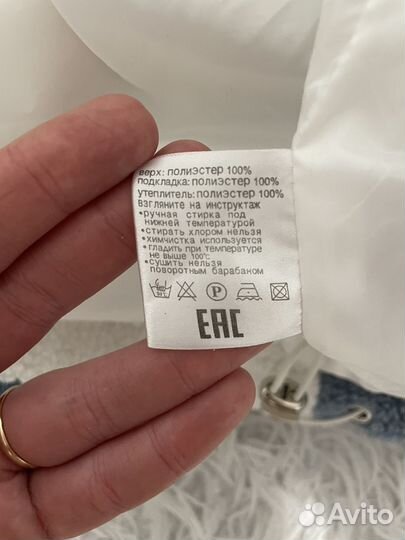 верх: ПОЛИЭСТЕР 100%
подкладка: ПОЛИЭСТЕР 100%
утеплитель: ПОЛИЭСТЕР 100%
Взгляните на инструктаж
•ручная стирка под
нижней температурой
•стирать хлором нельзя
•химчистка используется
•гладить при температуре
не выше 100°С
•сушить нельзя
поворотным барабаном
P
EAC
Avito